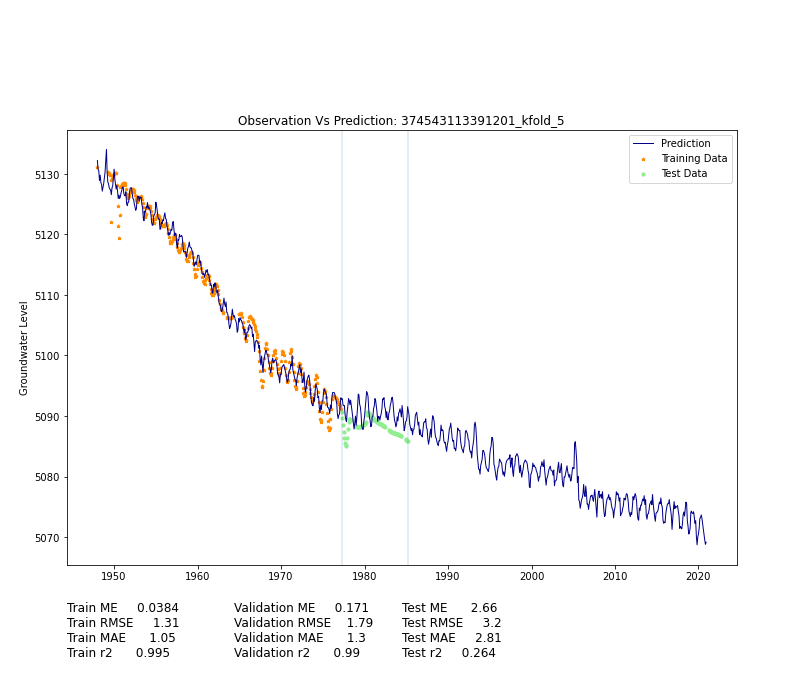 Observation Vs Prediction: 374543113391201_kfold_5
Prediction
Training Data
Test Data
Groundwater Level
5130
5120
5110
5100
5090
5080
5070
1950 1960 1970 1980 1990 2000 2010 2020
Train ME 0.0384 Validation ME 0.171 Test ME 2.66
Train RMSE 1.31 Validation RMSE 1.79 Test RMSE 3.2
Train MAE 1.05 Validation MAE 1.3 Test MAE 2.81
Train r2 0.995 Validation r2 0.99 Test r2 0.264